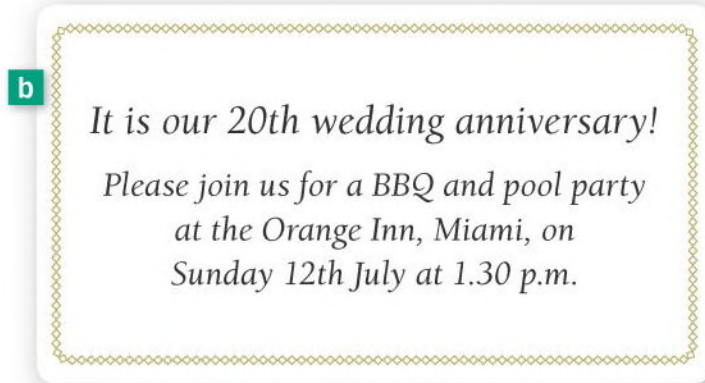 b
It is our 20th wedding anniversary!
Please join us for a BBQ and pool party
at the Orange Inn, Miami, on
Sunday 12th July at 1.30 p.m.